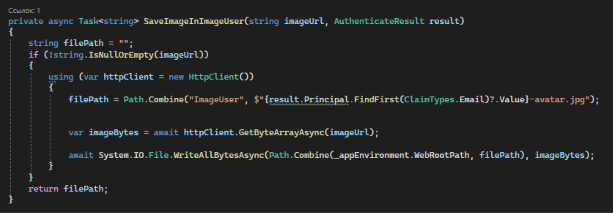 Ссылок: 1
private async Task<string> SaveImageInImageUser(string imageUrl, AuthenticateResult result)
{
string filePath = "";
if (!string.IsNullOrEmpty(imageUrl))
{
using (var httpClient = new HttpClient())
{
filePath = Path.Combine("ImageUser", $"{result.Principal.FindFirst(ClaimTypes.Email)?.Value}-avatar.jpg");
var imageBytes = await httpClient.GetByteArrayAsync(imageUrl);
await System.IO.File.WriteAllBytesAsync(Path.Combine(_appEnvironment.WebRootPath, filePath), imageBytes);
}
}
return filePath;
}